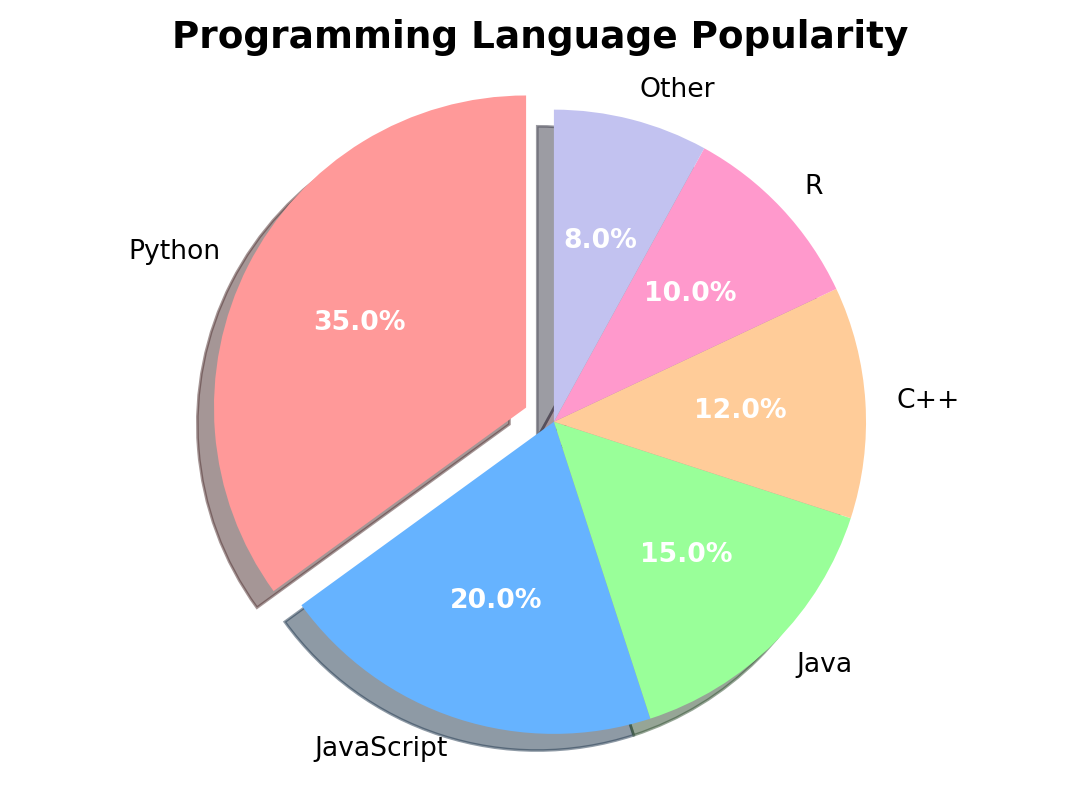 Programming Language Popularity
Other
R
Python
8.0%
10.0%
35.0%
C++
12.0%
15.0%
20.0%
Java
JavaScript